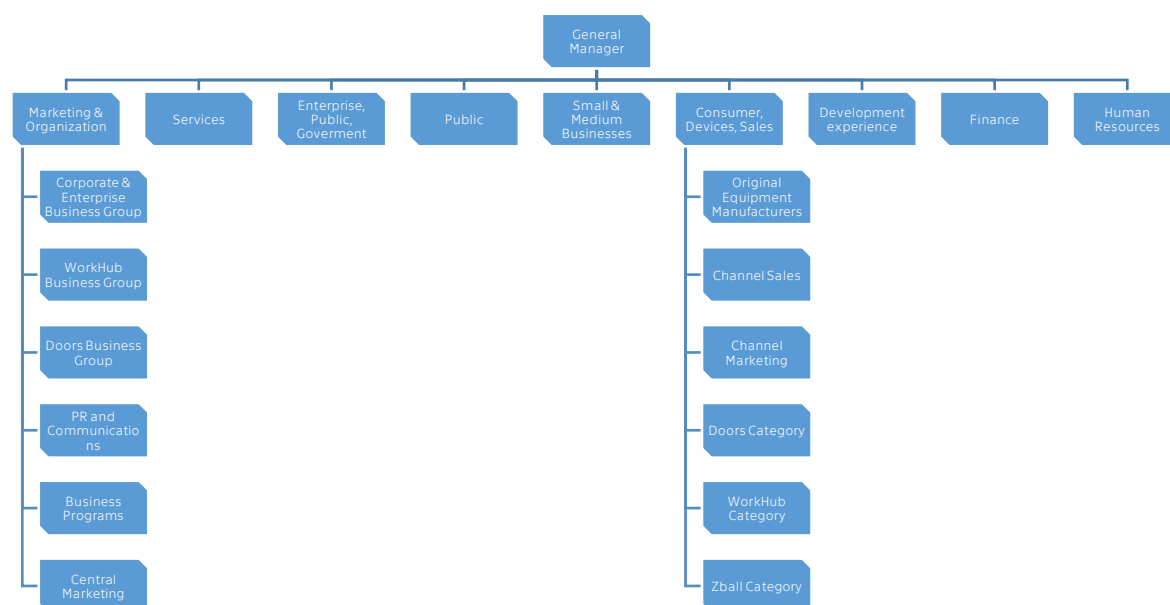 General
Manager
Marketing &
Organization
Services
Enterprise,
Public,
Goverment
Public
Small &
Medium
Businesses
Consumer,
Devices, Sales
Development
experience
Finance
Human
Resources
Corporate &
Enterprise
Business Group
WorkHub
Business Group
Doors Business
Group
PR and
Communicatio
ns
Business
Programs
Central
Marketing
Original
Equipment
Manufacturers
Channel Sales
Channel
Marketing
Doors Category
WorkHub
Category
Zball Category